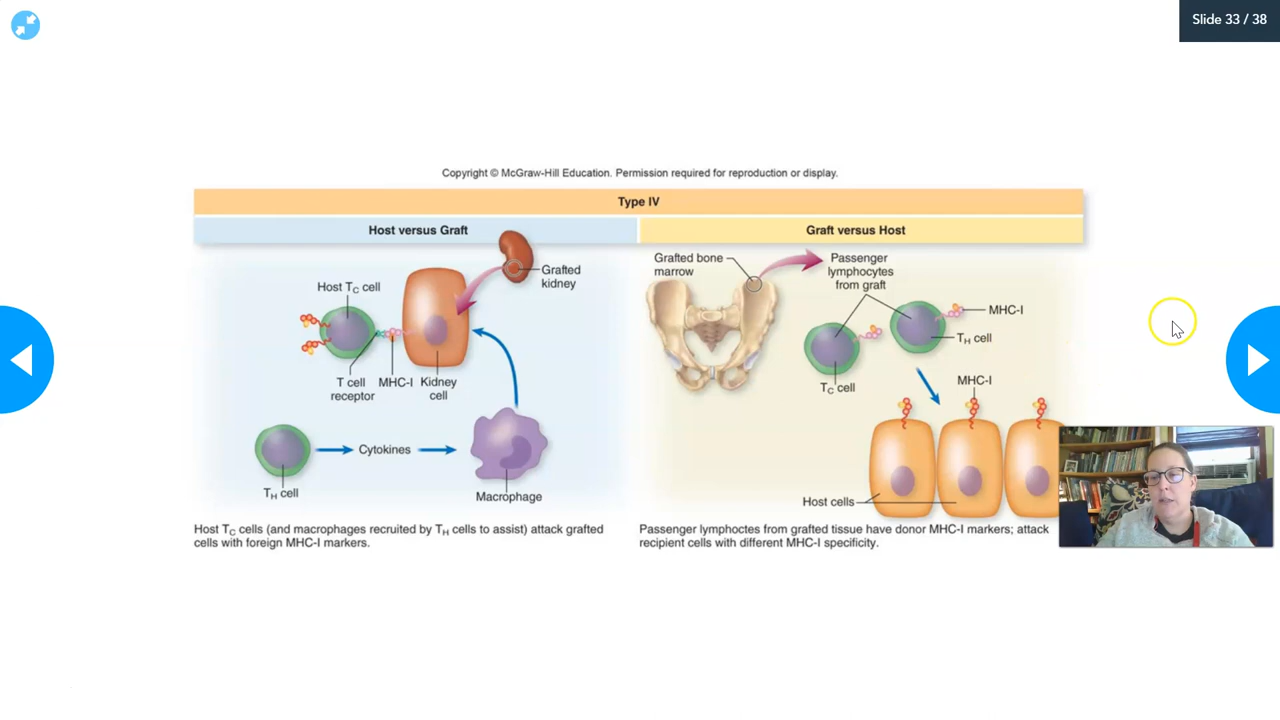 Slide 33 / 38
Copyright © McGraw-Hill Education. Permission required for reproduction or display.
Type IV
Host versus Graft
Graft versus Host
Grafted
kidney
Host TC cell
T cell
receptor
MHC-I
Kidney
cell
TH cell
Cytokines
Macrophage
Host TC cells (and macrophages recruited by TH cells to assist) attack grafted
cells with foreign MHC-I markers.
Grafted bone
marrow
Passenger
lymphocytes
from graft
MHC-I
TH cell
TC cell
MHC-I
Host cells
Passenger lymphoctes from grafted tissue have donor MHC-I markers; attack
recipient cells with different MHC-I specificity.